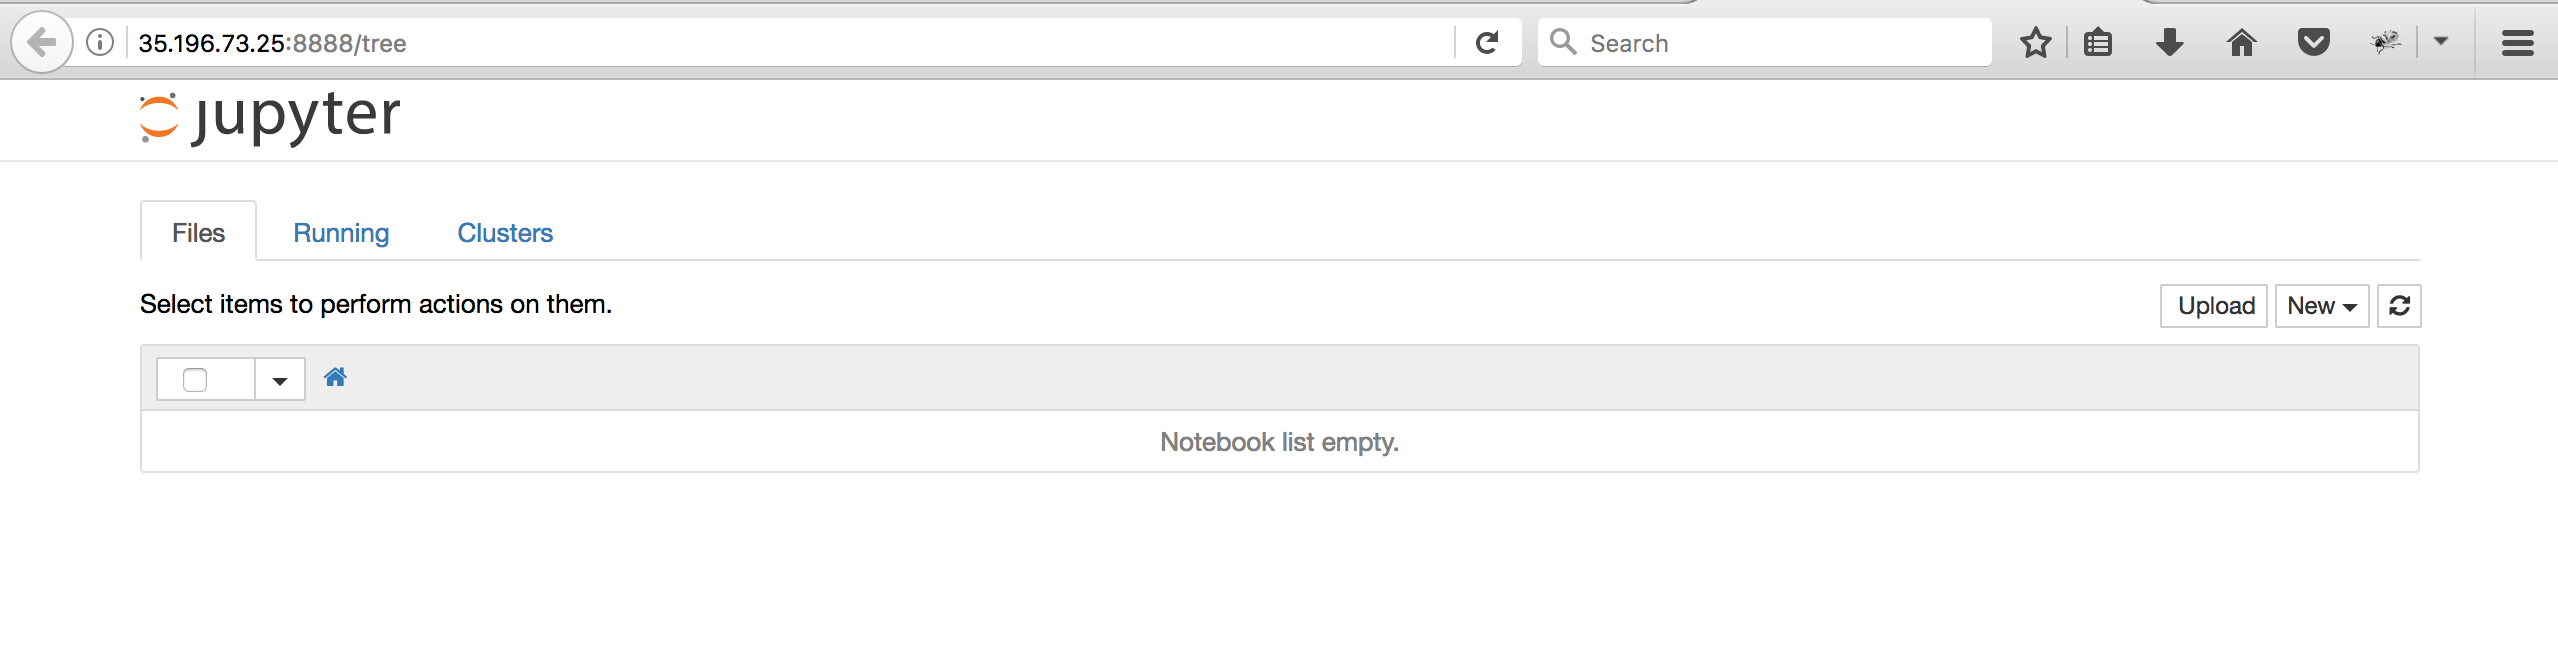 35.196.73.25:8888/tree
Search
jupyter
Files Running Clusters
Select items to perform actions on them.
Upload New
Notebook list empty.